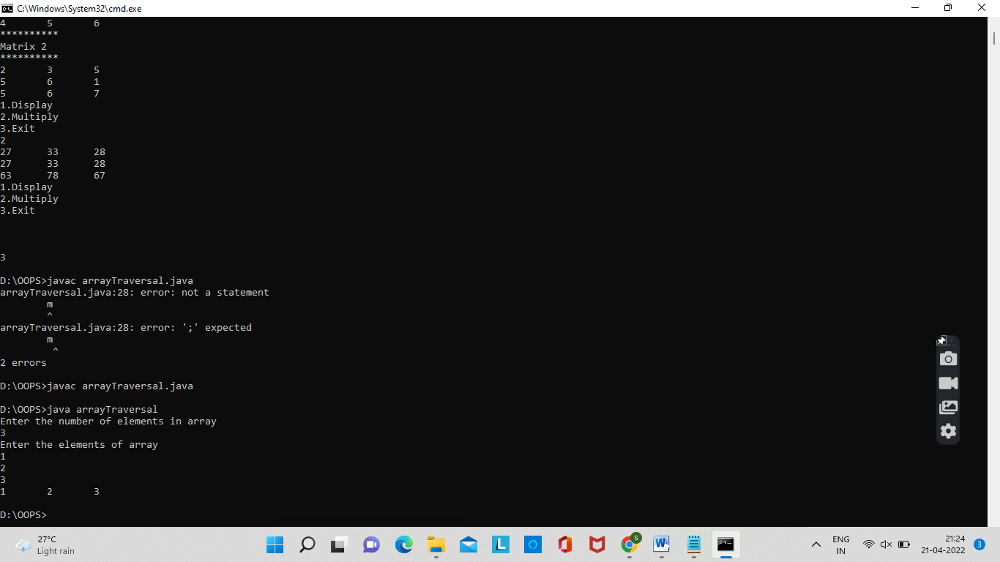 C:\Windows\System32\cmd.exe
4 5 6
**********
Matrix 2
**********
2 3 5
5 6 1
5 6 7
1.Display
2.Multiply
3.Exit
2
27 33 28
27 33 28
63 78 67
1.Display
2.Multiply
3.Exit
3
D:\OOPS>javac arrayTraversal.java
arrayTraversal.java:28: error: not a statement
m
^
arrayTraversal.java:28: error: ';' expected
m
^
2 errors
D:\OOPS>javac arrayTraversal.java
D:\OOPS>java arrayTraversal
Enter the number of elements in array
3
Enter the elements of array
1
2
3
1 2 3
D:\OOPS>
27°C
Light rain
ENG
IN
21:24
21-04-2022
3